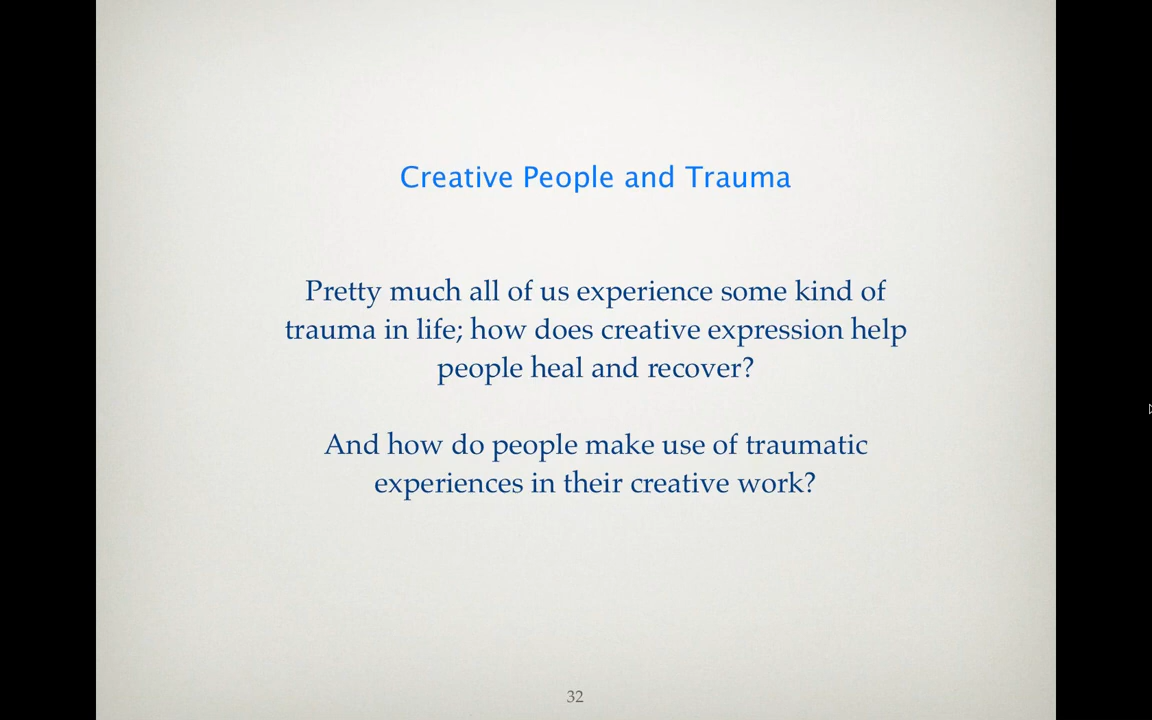 Creative People and Trauma
Pretty much all of us experience some kind of
trauma in life; how does creative expression help
people heal and recover?
And how do people make use of traumatic
experiences in their creative work?
32